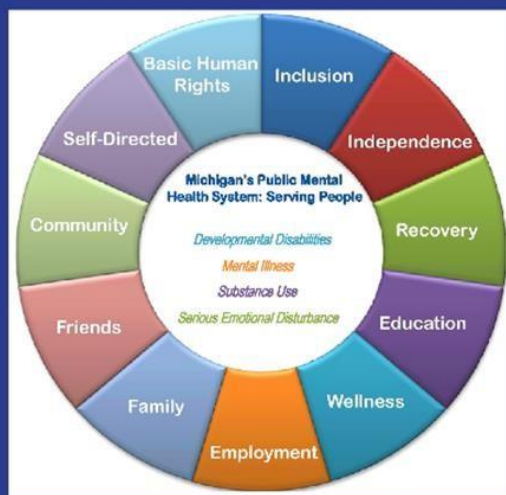 Basic Human
Rights
Inclusion
Independence
Recovery
Education
Wellness
Employment
Family
Friends
Community
Self-Directed
Michigan's Public Mental
Health System: Serving People
Developmental Disabilities
Mental Illness
Substance Use
Serious Emotional Disturbance